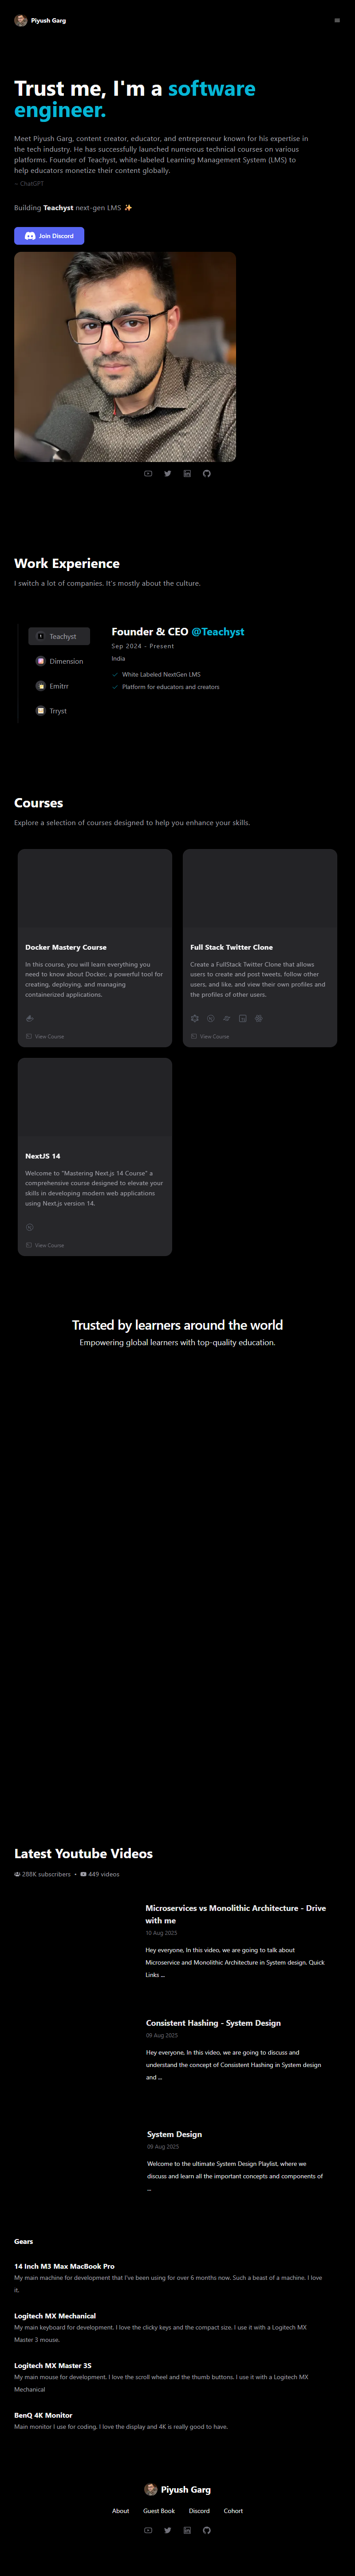 Piyush Garg
Trust me, I'm a software
engineer.
Meet Piyush Garg, content creator, educator, and entrepreneur known for his expertise in
the tech industry. He has successfully launched numerous technical courses on various
platforms. Founder of Teachyst, white-labeled Learning Management System (LMS) to
help educators monetize their content globally.
~ ChatGPT
Building Teachyst next-gen LMS ✨
Join Discord
Work Experience
I switch a lot of companies. It's mostly about the culture.
Teachyst
Dimension
Emitrr
Trryst
Founder & CEO @Teachyst
Sep 2024 - Present
India
White Labeled NextGen LMS
Platform for educators and creators
Courses
Explore a selection of courses designed to help you enhance your skills.
Docker Mastery Course
In this course, you will learn everything you
need to know about Docker, a powerful tool for
creating, deploying, and managing
containerized applications.
View Course
Full Stack Twitter Clone
Create a FullStack Twitter Clone that allows
users to create and post tweets, follow other
users, and like, and view their own profiles and
the profiles of other users.
View Course
NextJS 14
Welcome to "Mastering Next.js 14 Course" a
comprehensive course designed to elevate your
skills in developing modern web applications
using Next.js version 14.
View Course
Trusted by learners around the world
Empowering global learners with top-quality education.
Latest Youtube Videos
288K subscribers • 449 videos
Microservices vs Monolithic Architecture - Drive
with me
10 Aug 2025
Hey everyone, In this video, we are going to talk about
Microservice and Monolithic Architecture in System design. Quick
Links ...
Consistent Hashing - System Design
09 Aug 2025
Hey everyone, In this video, we are going to discuss and
understand the concept of Consistent Hashing in System design
and ...
System Design
09 Aug 2025
Welcome to the ultimate System Design Playlist, where we
discuss and learn all the important concepts and components of
...
Gears
14 Inch M3 Max MacBook Pro
My main machine for development that I've been using for over 6 months now. Such a beast of a machine. I love
it.
Logitech MX Mechanical
My main keyboard for development. I love the clicky keys and the compact size. I use it with a Logitech MX
Master 3 mouse.
Logitech MX Master 3S
My main mouse for development. I love the scroll wheel and the thumb buttons. I use it with a Logitech MX
Mechanical
BenQ 4K Monitor
Main monitor I use for coding. I love the display and 4K is really good to have.
Piyush Garg
About
Guest Book
Discord
Cohort